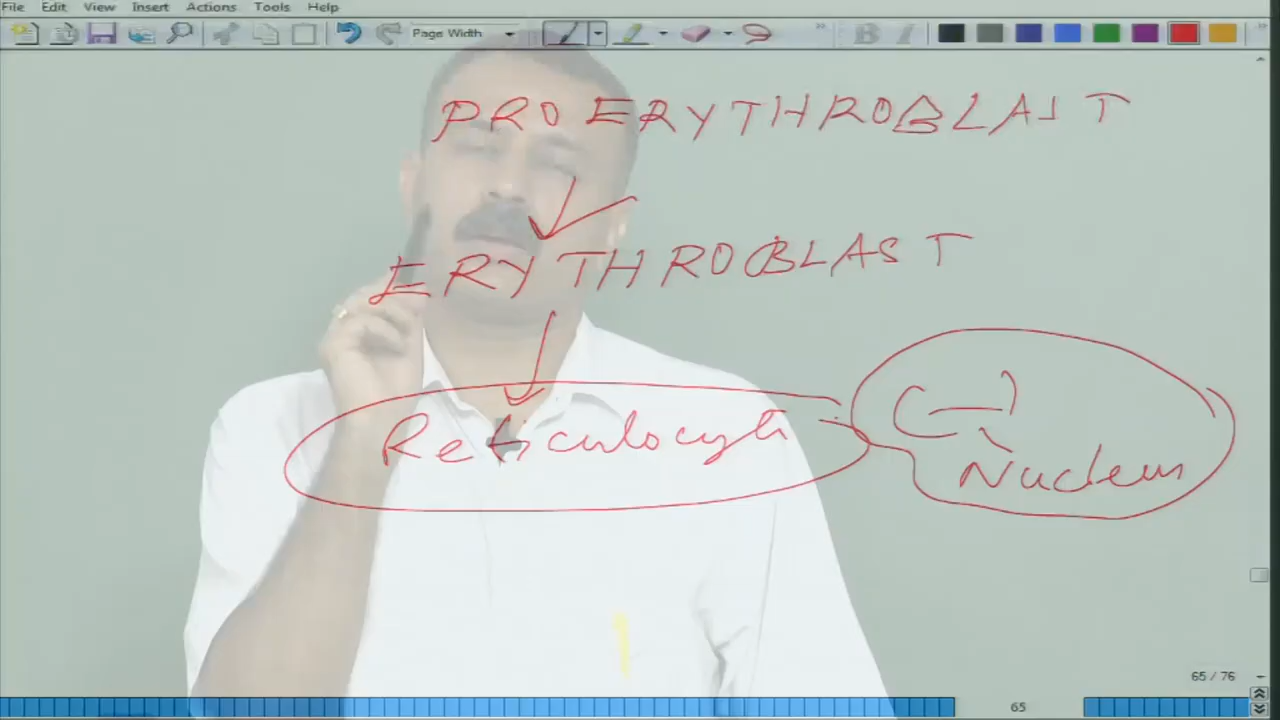 File Edit View Insert Actions Tools Help
Page Width
PROERYTHROBLAST
ERYTHROBLAST
Reticulocyte
(-)
Nucleus
65 / 76
65